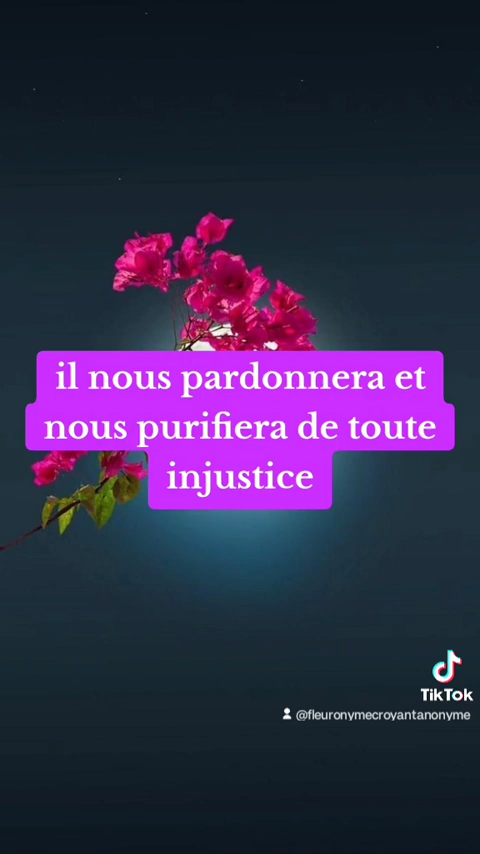 il nous pardonnera et
nous purifiera de toute
injustice
TikTok
@fleuronymecroyantanonyme